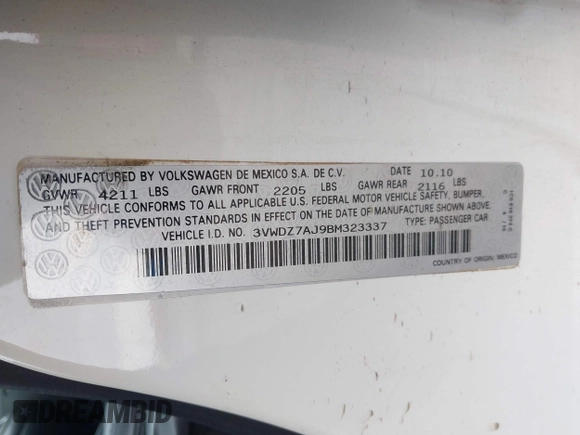 MANUFACTURED BY VOLKSWAGEN DE MEXICO S.A. DE C.V. DATE 10.10
GVWR 4211 LBS GAWR FRONT 2205 LBS GAWR REAR 2116 LBS
THIS VEHICLE CONFORMS TO ALL U.S. FEDERAL MOTOR VEHICLE SAFETY, BUMPER,
AND THEFT PREVENTION STANDARDS IN EFFECT ON THE DATE OF MANUFACTURE SHOWN ABOVE.
VEHICLE I.D. NO. 3VWDZ7AJ9BM323337 TYPE: PASSENGER CAR
COUNTRY OF ORIGIN: MEXICO
DREAMBID